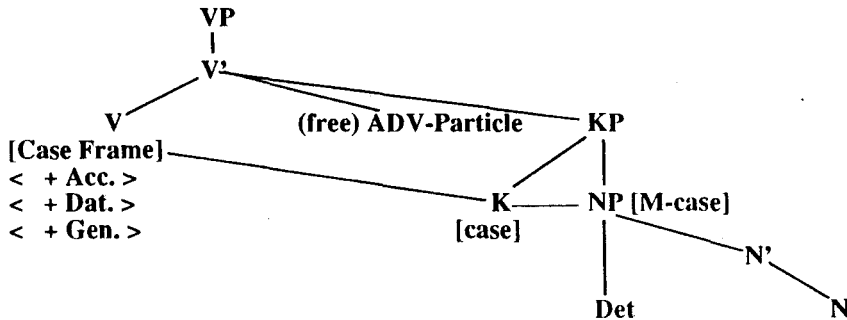 VP
V'
V (free) ADV-Particle KP
[Case Frame]
< + Acc. >
< + Dat. > K NP [M-case]
< + Gen. > [case]
N'
Det N